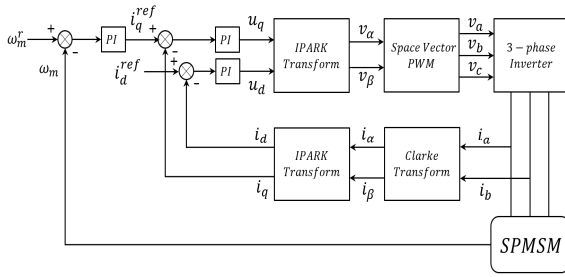 ω_m^r
+
-
ω_m
PI
i_q^ref
+
-
PI
u_q
i_d^ref
+
-
PI
u_d
IPARK
Transform
v_α
v_β
Space Vector
PWM
v_a
v_b
v_c
3-phase
Inverter
i_d
i_q
IPARK
Transform
i_α
i_β
Clarke
Transform
i_a
i_b
SPMSM